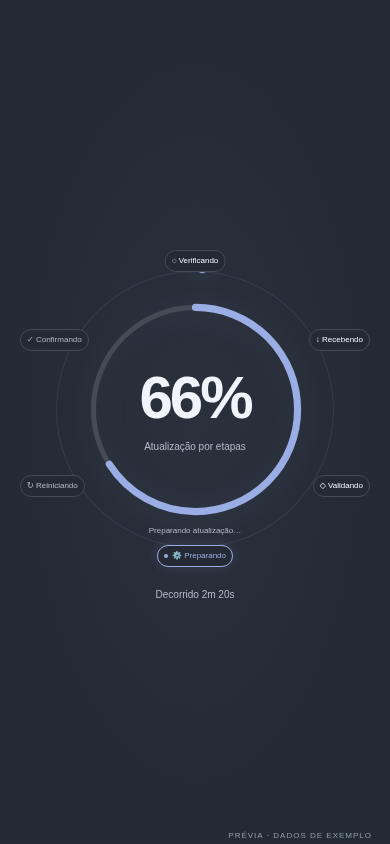 ○ Verificando
✓ Confirmando
↓ Recebendo
66%
Atualização por etapas
↻ Reiniciando
◇ Validando
Preparando atualização…
● ⚙️ Preparando
Decorrido 2m 20s
PRÉVIA · DADOS DE EXEMPLO